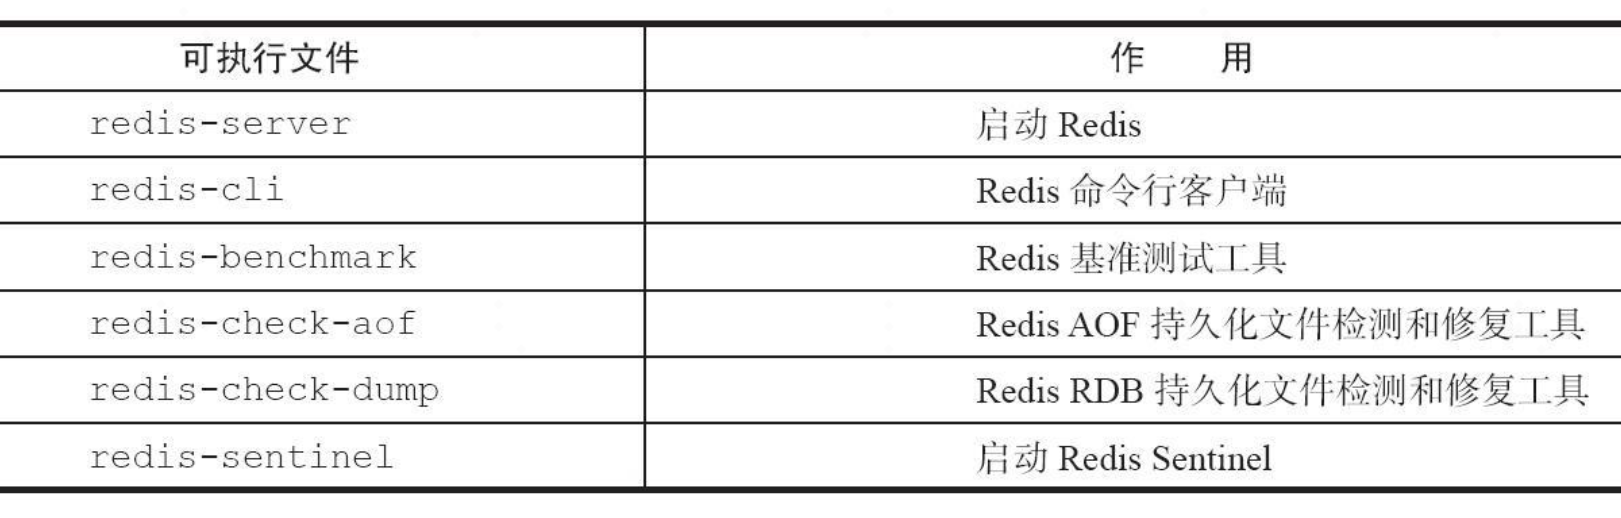 可执行文件 作 用
redis-server 启动 Redis
redis-cli Redis 命令行客户端
redis-benchmark Redis 基准测试工具
redis-check-aof Redis AOF 持久化文件检测和修复工具
redis-check-dump Redis RDB 持久化文件检测和修复工具
redis-sentinel 启动 Redis Sentinel